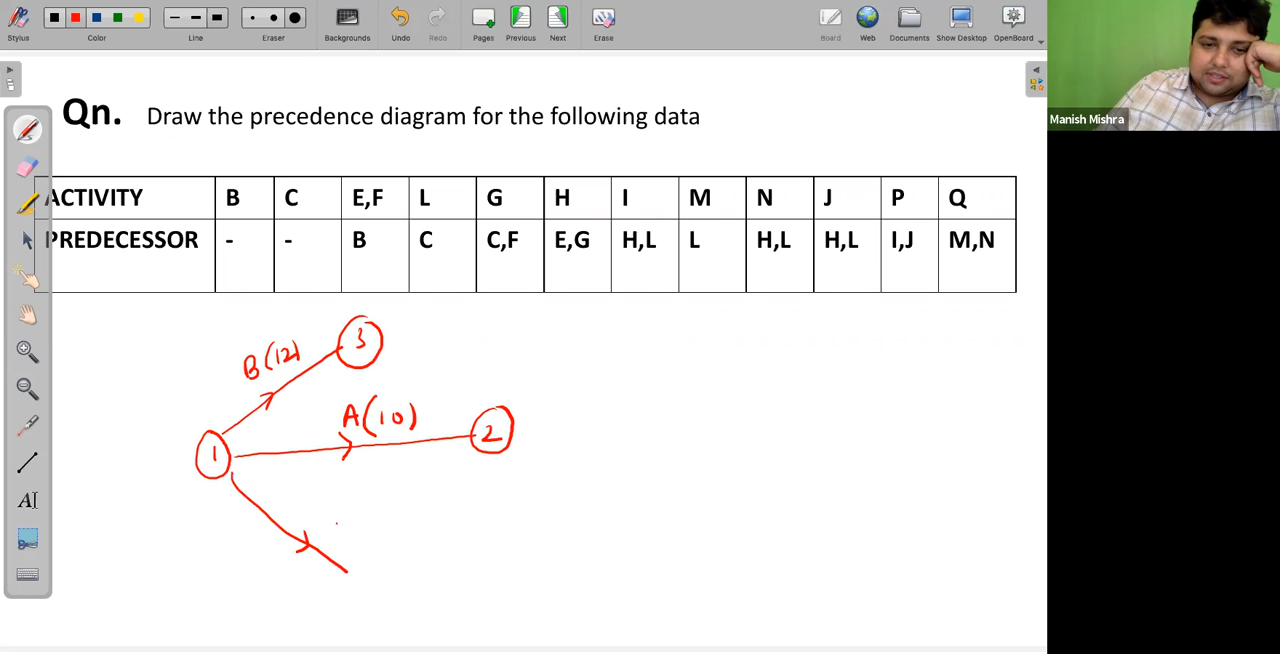 Stylus Color Line Eraser Backgrounds Undo Redo Pages Previous Next Erase Board Web Documents Show Desktop OpenBoard
Manish Mishra
Qn. Draw the precedence diagram for the following data
ACTIVITY B C E,F L G H I M N J P Q
PREDECESSOR - - B C C,F E,G H,L L H,L H,L I,J M,N
B(12) 3
A(10)
1 2
AI